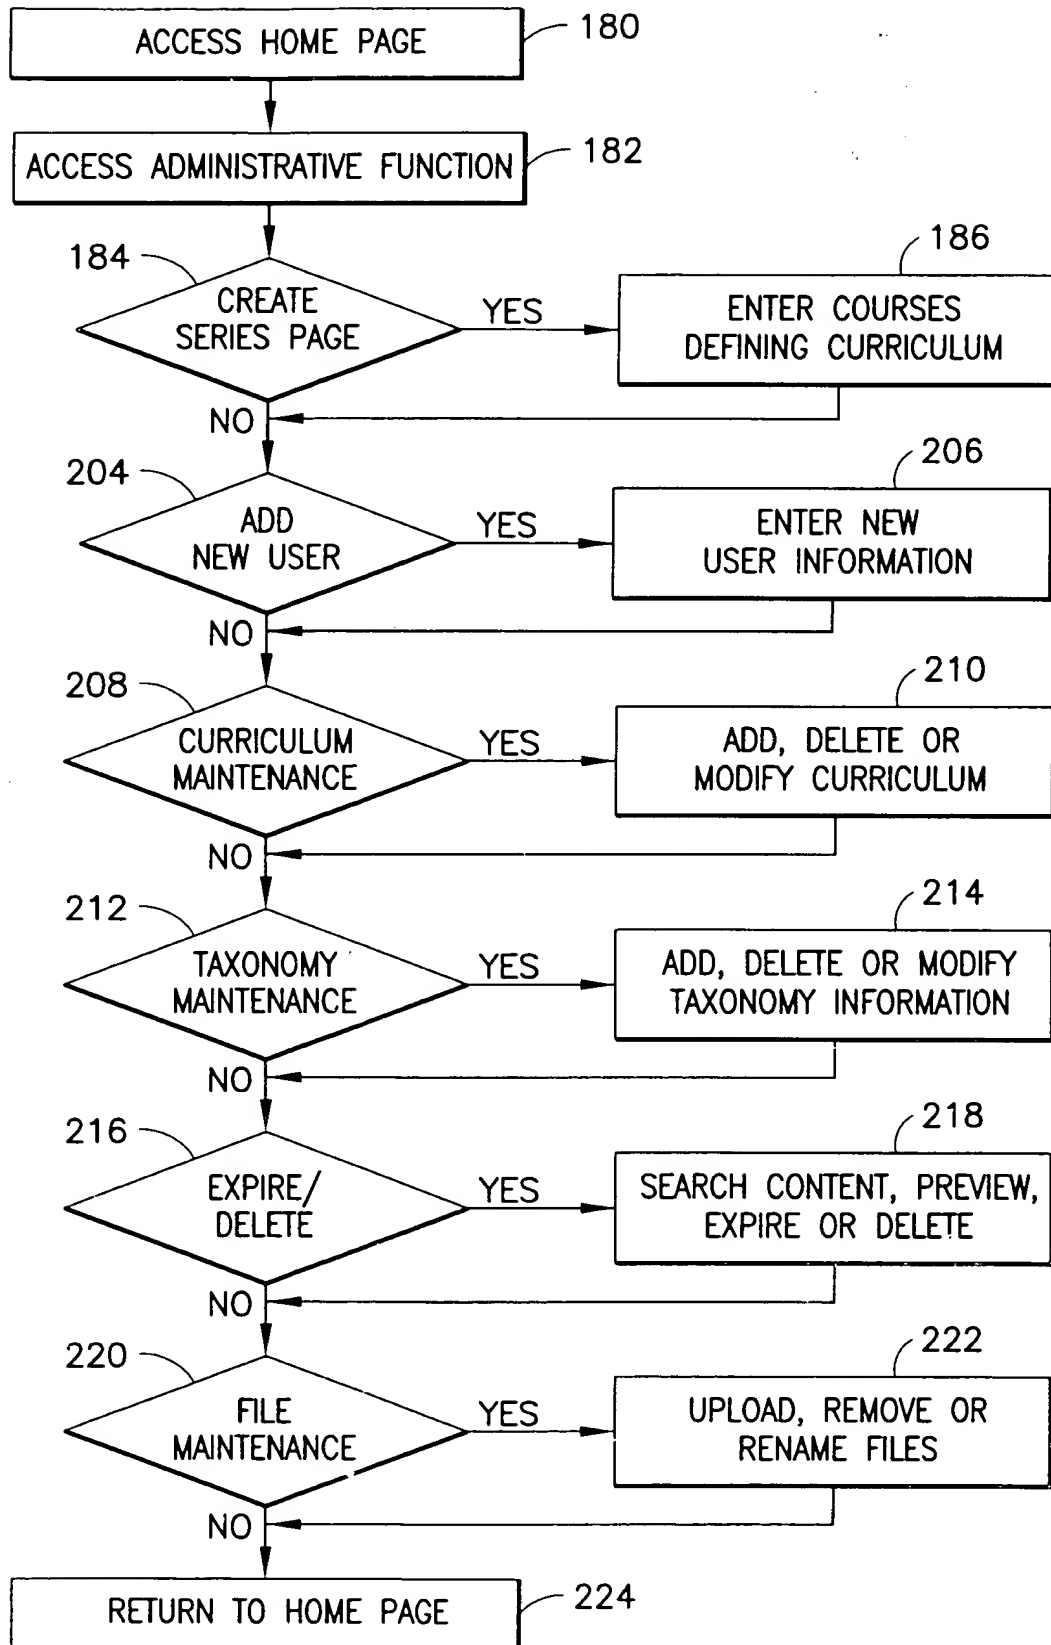 ACCESS HOME PAGE
180
ACCESS ADMINISTRATIVE FUNCTION
182
184
CREATE
SERIES PAGE
YES
186
ENTER COURSES
DEFINING CURRICULUM
NO
204
ADD
NEW USER
YES
206
ENTER NEW
USER INFORMATION
NO
208
CURRICULUM
MAINTENANCE
YES
210
ADD, DELETE OR
MODIFY CURRICULUM
NO
212
TAXONOMY
MAINTENANCE
YES
214
ADD, DELETE OR MODIFY
TAXONOMY INFORMATION
NO
216
EXPIRE/
DELETE
YES
218
SEARCH CONTENT, PREVIEW,
EXPIRE OR DELETE
NO
220
FILE
MAINTENANCE
YES
222
UPLOAD, REMOVE OR
RENAME FILES
NO
RETURN TO HOME PAGE
224